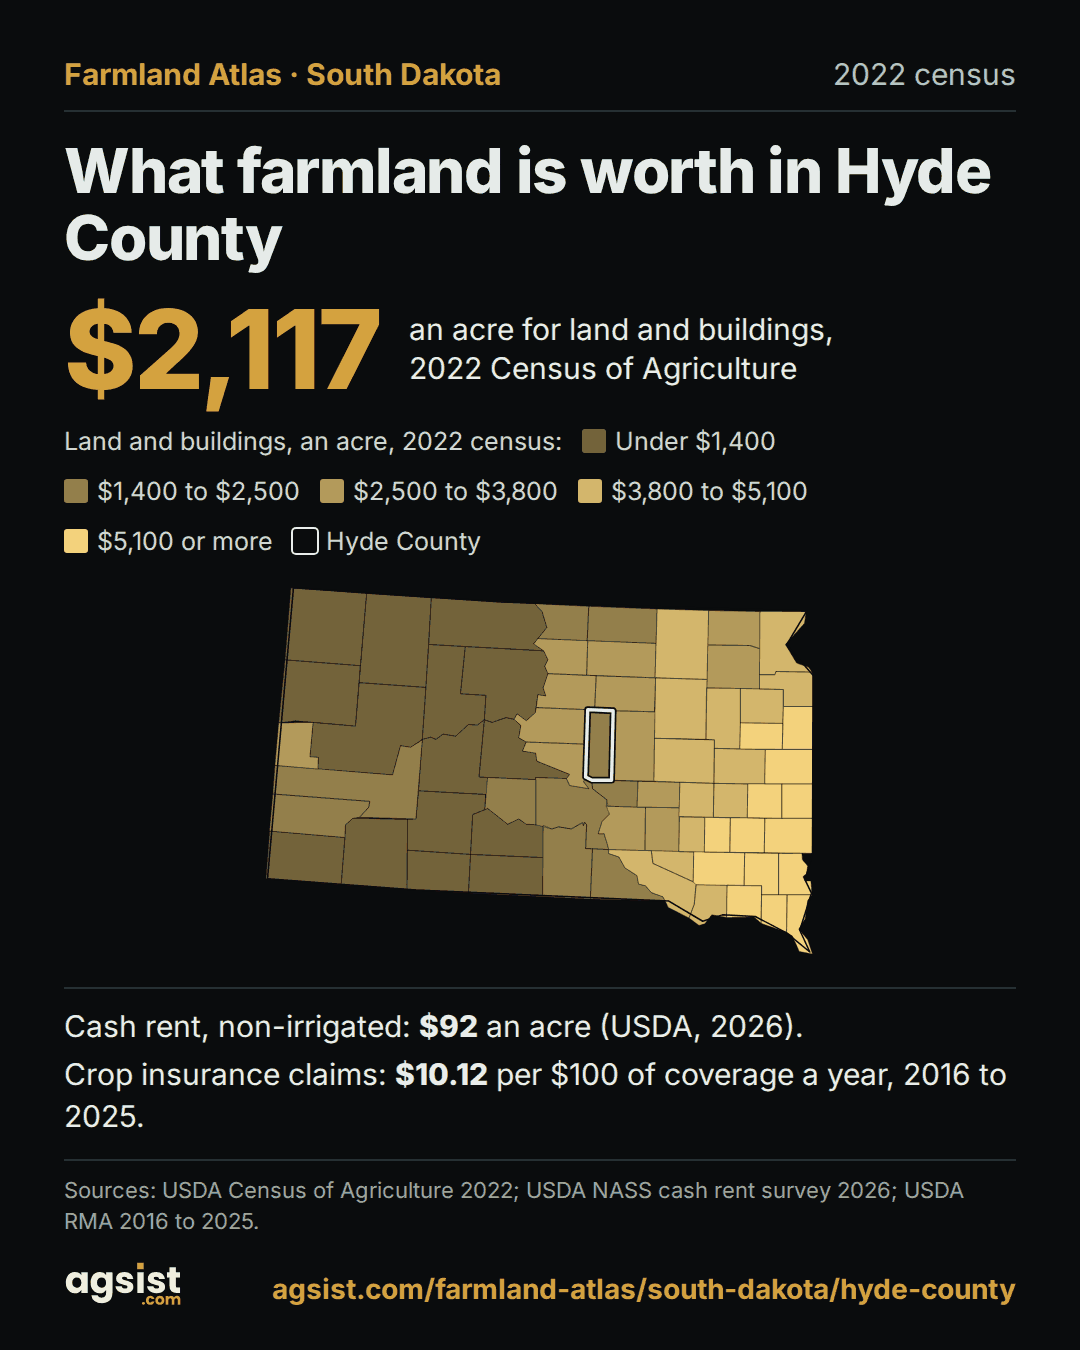 Farmland Atlas · South Dakota
2022 census
What farmland is worth in Hyde
County
$2,117
an acre for land and buildings,
2022 Census of Agriculture
Land and buildings, an acre, 2022 census: Under $1,400
$1,400 to $2,500 $2,500 to $3,800 $3,800 to $5,100
$5,100 or more Hyde County
Cash rent, non-irrigated: $92 an acre (USDA, 2026).
Crop insurance claims: $10.12 per $100 of coverage a year, 2016 to
2025.
Sources: USDA Census of Agriculture 2022; USDA NASS cash rent survey 2026; USDA
RMA 2016 to 2025.
agsist
.com
agsist.com/farmland-atlas/south-dakota/hyde-county